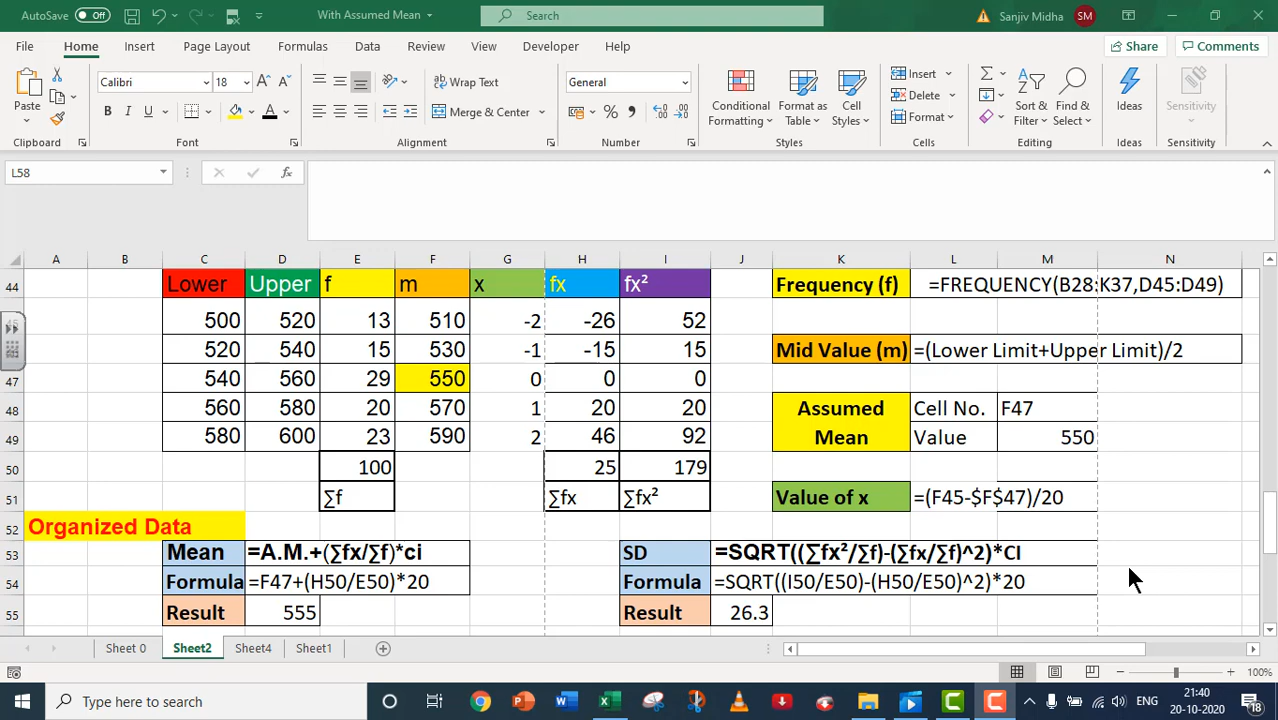 AutoSave Off With Assumed Mean Search Sanjiv Midha SM
File Home Insert Page Layout Formulas Data Review View Developer Help Share Comments
Paste Calibri 18 A A Wrap Text General Conditional Formatting Format as Table Cell Styles Insert Delete Format Sort & Filter Find & Select Ideas Sensitivity
B I U A Merge & Center % ,
Clipboard Font Alignment Number Styles Cells Editing Ideas Sensitivity
L58 fx
A B C D E F G H I J K L M N
44 Lower Upper f m x fx fx² Frequency (f) =FREQUENCY(B28:K37,D45:D49)
500 520 13 510 -2 -26 52
520 540 15 530 -1 -15 15 Mid Value (m) =(Lower Limit+Upper Limit)/2
47 540 560 29 550 0 0 0
48 560 580 20 570 1 20 20 Assumed Cell No. F47
49 580 600 23 590 2 46 92 Mean Value 550
50 100 25 179
51 ∑f ∑fx ∑fx² Value of x =(F45-$F$47)/20
52 Organized Data
53 Mean =A.M.+(∑fx/∑f)*ci SD =SQRT((∑fx²/∑f)-(∑fx/∑f)^2)*CI
54 Formula =F47+(H50/E50)*20 Formula =SQRT((I50/E50)-(H50/E50)^2)*20
55 Result 555 Result 26.3
Sheet 0 Sheet2 Sheet4 Sheet1
100%
Type here to search ENG 21:40
20-10-2020 18